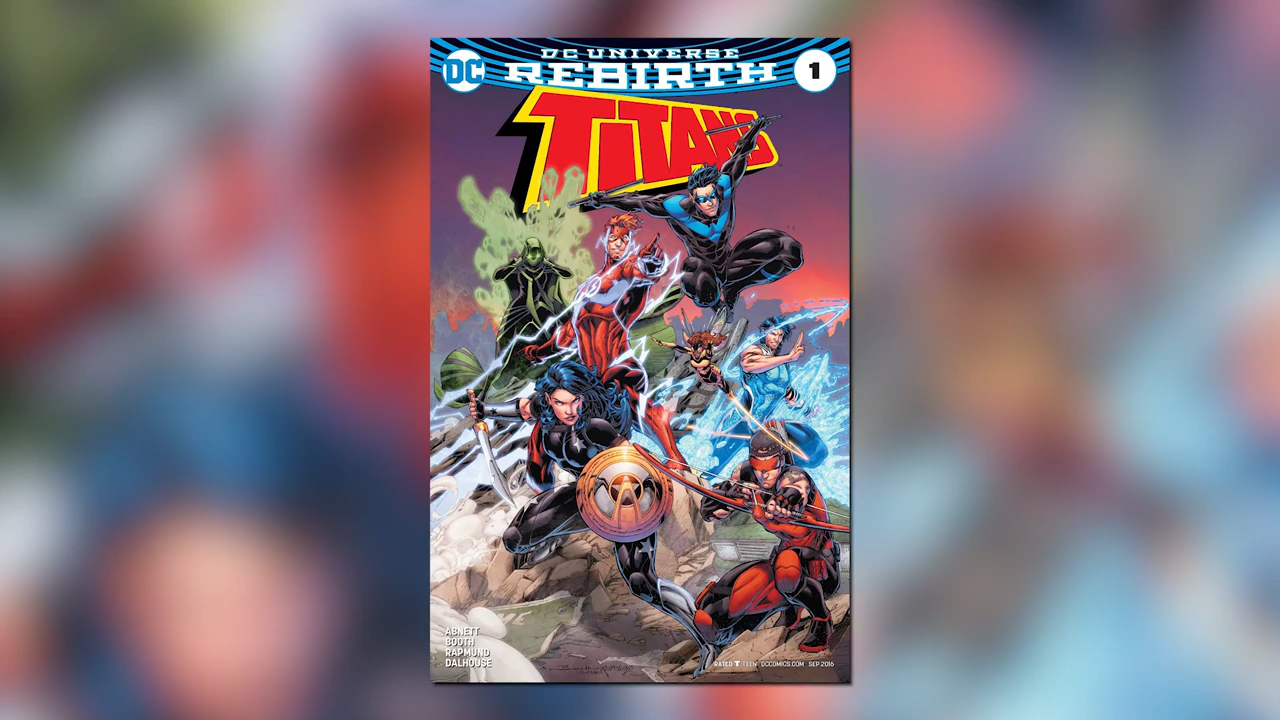 DC UNIVERSE
DC REBIRTH 1
TITANS
ABNETT
BOOTH
RAPMUND
DALHOUSE
RATED T TEEN DCCOMICS.COM SEP 2016